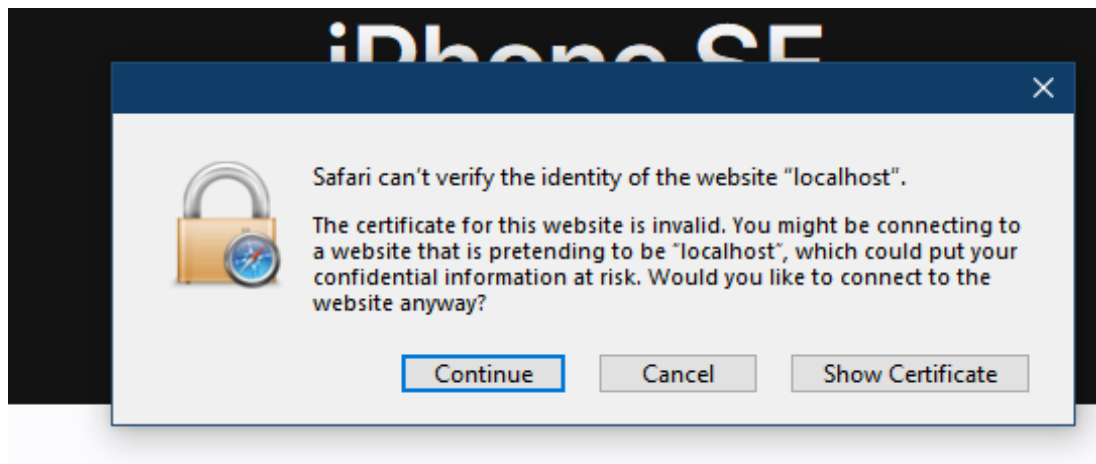 iPhone SE
Safari can't verify the identity of the website “localhost”.
The certificate for this website is invalid. You might be connecting to
a website that is pretending to be “localhost”, which could put your
confidential information at risk. Would you like to connect to the
website anyway?
Continue
Cancel
Show Certificate